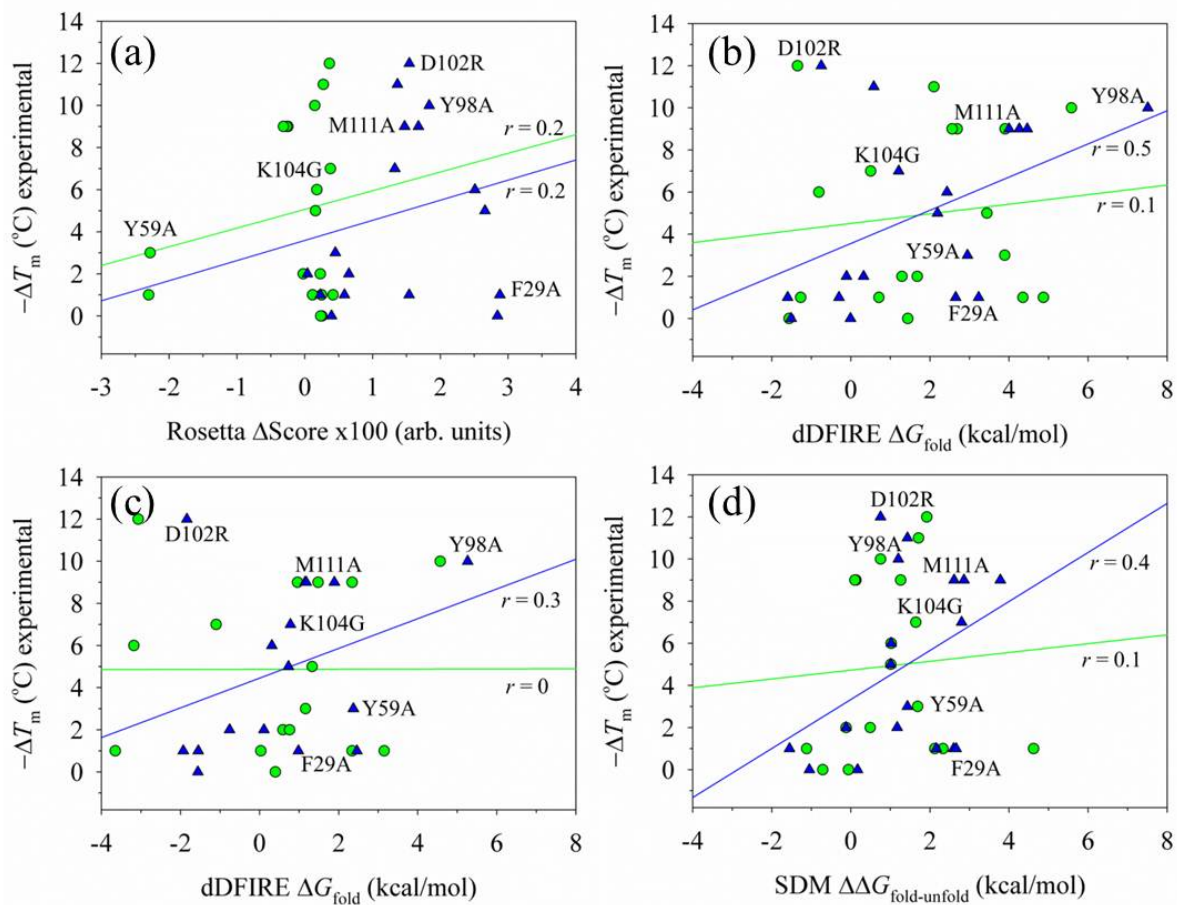 (a)
14
12
10
8
6
4
2
0
−ΔTm (°C) experimental
D102R
Y98A
M111A
K104G
Y59A
F29A
r = 0.2
r = 0.2
-3 -2 -1 0 1 2 3 4
Rosetta ΔScore x100 (arb. units)
(b)
14
12
10
8
6
4
2
0
−ΔTm (°C) experimental
D102R
Y98A
M111A
r = 0.5
K104G
r = 0.1
Y59A
F29A
-4 -2 0 2 4 6 8
dDFIRE ΔGfold (kcal/mol)
(c)
14
12
10
8
6
4
2
0
−ΔTm (°C) experimental
D102R
Y98A
M111A
r = 0.3
K104G
r = 0
Y59A
F29A
-4 -2 0 2 4 6 8
dDFIRE ΔGfold (kcal/mol)
(d)
14
12
10
8
6
4
2
0
−ΔTm (°C) experimental
D102R
Y98A
M111A
r = 0.4
K104G
r = 0.1
Y59A
F29A
-4 -2 0 2 4 6 8
SDM ΔΔGfold-unfold (kcal/mol)